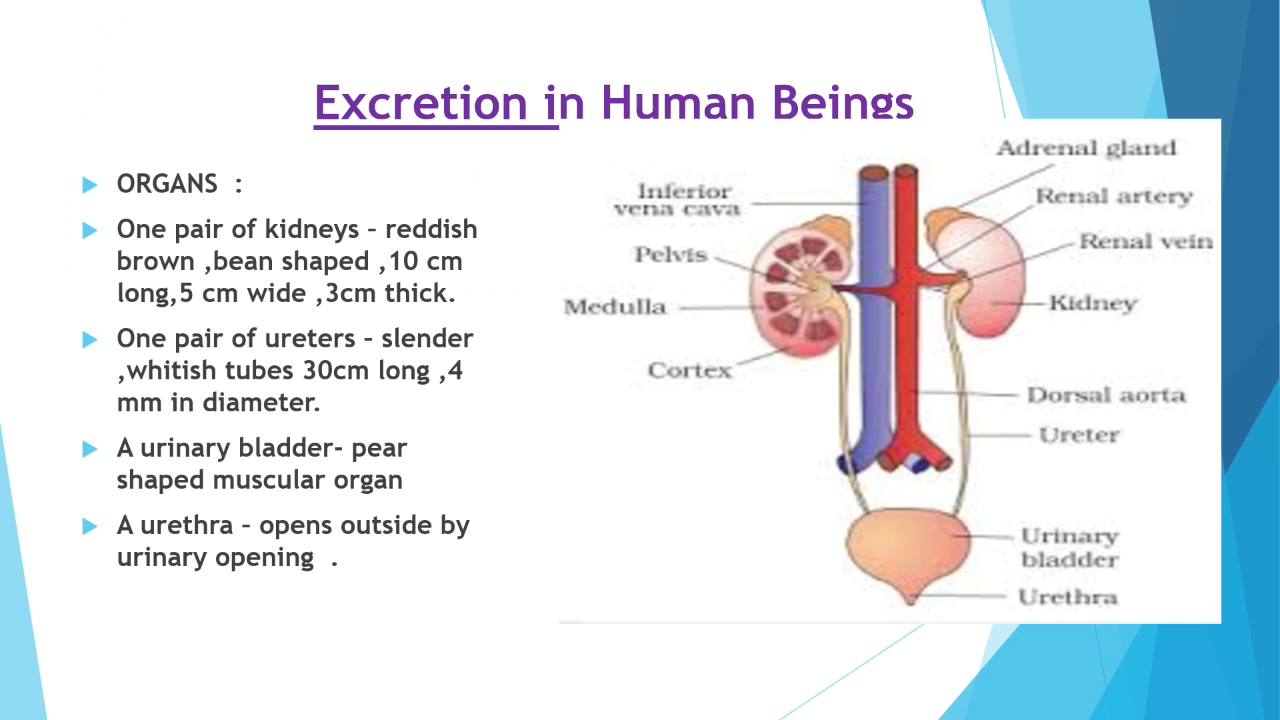 Excretion in Human Beings
ORGANS  :
One pair of kidneys – reddish
brown ,bean shaped ,10 cm
long,5 cm wide ,3cm thick.
One pair of ureters – slender
,whitish tubes 30cm long ,4
mm in diameter.
A urinary bladder- pear
shaped muscular organ
A urethra – opens outside by
urinary opening  .
Adrenal gland
Inferior
vena cava
Renal artery
Pelvis
Renal vein
Medulla
Kidney
Cortex
Dorsal aorta
Ureter
Urinary
bladder
Urethra